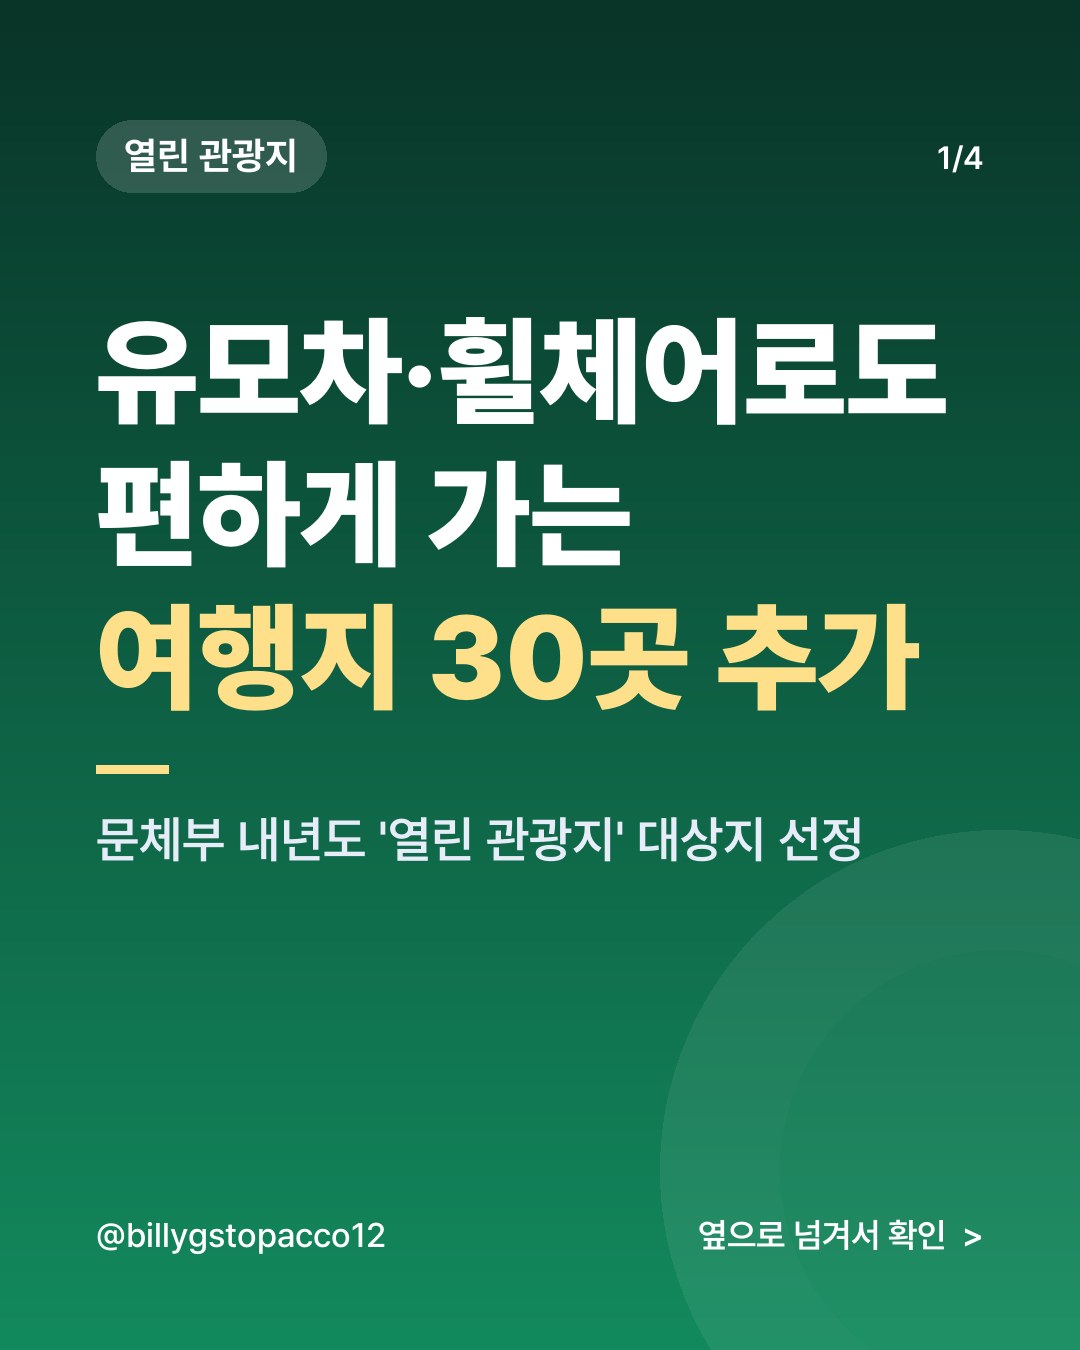 열린 관광지
1/4
유모차·휠체어로도
편하게 가는
여행지 30곳 추가
문체부 내년도 '열린 관광지' 대상지 선정
@billygstopacco12
옆으로 넘겨서 확인 >